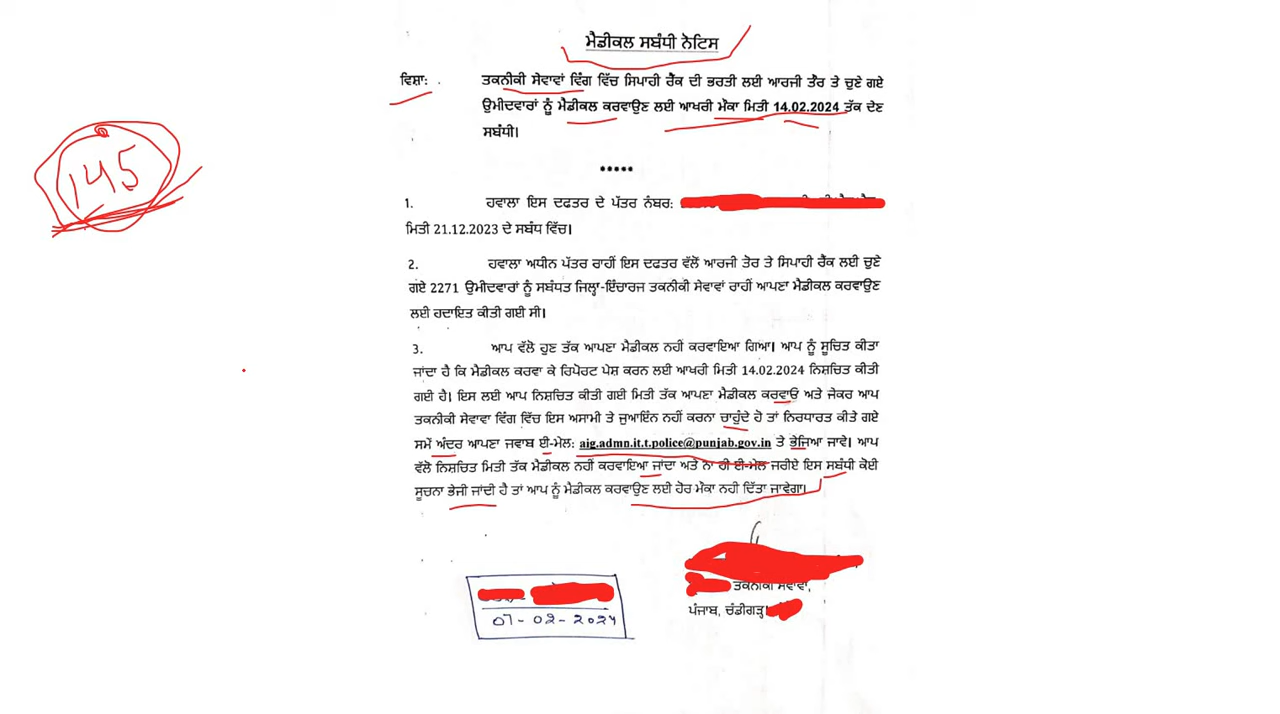 ਮੈਡੀਕਲ ਸਬੰਧੀ ਨੋਟਿਸ
ਵਿਸ਼ਾ: ਤਕਨੀਕੀ ਸੇਵਾਵਾਂ ਵਿੰਗ ਵਿੱਚ ਸਿਪਾਹੀ ਰੈਂਕ ਦੀ ਭਰਤੀ ਲਈ ਆਰਜੀ ਤੌਰ ਤੇ ਚੁਣੇ ਗਏ
ਉਮੀਦਵਾਰਾਂ ਨੂੰ ਮੈਡੀਕਲ ਕਰਵਾਉਣ ਲਈ ਆਖਰੀ ਮੌਕਾ ਮਿਤੀ 14.02.2024 ਤੱਕ ਦੇਣ
ਸਬੰਧੀ।
*****
145
1. ਹਵਾਲਾ ਇਸ ਦਫਤਰ ਦੇ ਪੱਤਰ ਨੰਬਰ:
ਮਿਤੀ 21.12.2023 ਦੇ ਸਬੰਧ ਵਿੱਚ।
2. ਹਵਾਲਾ ਅਧੀਨ ਪੱਤਰ ਰਾਹੀਂ ਇਸ ਦਫਤਰ ਵੱਲੋਂ ਆਰਜੀ ਤੌਰ ਤੇ ਸਿਪਾਹੀ ਰੈਂਕ ਲਈ ਚੁਣੇ
ਗਏ 2271 ਉਮੀਦਵਾਰਾਂ ਨੂੰ ਸਬੰਧਤ ਜਿਲ੍ਹਾ-ਇੰਚਾਰਜ ਤਕਨੀਕੀ ਸੇਵਾਵਾਂ ਰਾਹੀਂ ਆਪਣਾ ਮੈਡੀਕਲ ਕਰਵਾਉਣ
ਲਈ ਹਦਾਇਤ ਕੀਤੀ ਗਈ ਸੀ।
3. ਆਪ ਵੱਲੋ ਹੁਣ ਤੱਕ ਆਪਣਾ ਮੈਡੀਕਲ ਨਹੀਂ ਕਰਵਾਇਆ ਗਿਆ। ਆਪ ਨੂੰ ਸੂਚਿਤ ਕੀਤਾ
ਜਾਂਦਾ ਹੈ ਕਿ ਮੈਡੀਕਲ ਕਰਵਾ ਕੇ ਰਿਪੋਰਟ ਪੇਸ਼ ਕਰਨ ਲਈ ਆਖਰੀ ਮਿਤੀ 14.02.2024 ਨਿਸ਼ਚਿਤ ਕੀਤੀ
ਗਈ ਹੈ। ਇਸ ਲਈ ਆਪ ਨਿਸ਼ਚਿਤ ਕੀਤੀ ਗਈ ਮਿਤੀ ਤੱਕ ਆਪਣਾ ਮੈਡੀਕਲ ਕਰਵਾਓ ਅਤੇ ਜੇਕਰ ਆਪ
ਤਕਨੀਕੀ ਸੇਵਾਵਾ ਵਿੰਗ ਵਿੱਚ ਇਸ ਅਸਾਮੀ ਤੇ ਜੁਆਇੰਨ ਨਹੀਂ ਕਰਨਾ ਚਾਹੁੰਦੇ ਹੋ ਤਾਂ ਨਿਰਧਾਰਤ ਕੀਤੇ ਗਏ
ਸਮੇਂ ਅੰਦਰ ਆਪਣਾ ਜਵਾਬ ਈ-ਮੇਲ: aig.admn.it.t.police@punjab.gov.in ਤੇ ਭੇਜਿਆ ਜਾਵੇ। ਆਪ
ਵੱਲੋ ਨਿਸ਼ਚਿਤ ਮਿਤੀ ਤੱਕ ਮੈਡੀਕਲ ਨਹੀਂ ਕਰਵਾਇਆ ਜਾਂਦਾ ਅਤੇ ਨਾ ਹੀ ਈ-ਮੇਲ ਜਰੀਏ ਇਸ ਸਬੰਧੀ ਕੋਈ
ਸੂਚਨਾ ਭੇਜੀ ਜਾਂਦੀ ਹੈ ਤਾਂ ਆਪ ਨੂੰ ਮੈਡੀਕਲ ਕਰਵਾਉਣ ਲਈ ਹੋਰ ਮੌਕਾ ਨਹੀ ਦਿੱਤਾ ਜਾਵੇਗਾ।
ਤਕਨੀਕੀ ਸੇਵਾਵਾਂ,
ਪੰਜਾਬ, ਚੰਡੀਗੜ੍ਹ।
07-02-2024